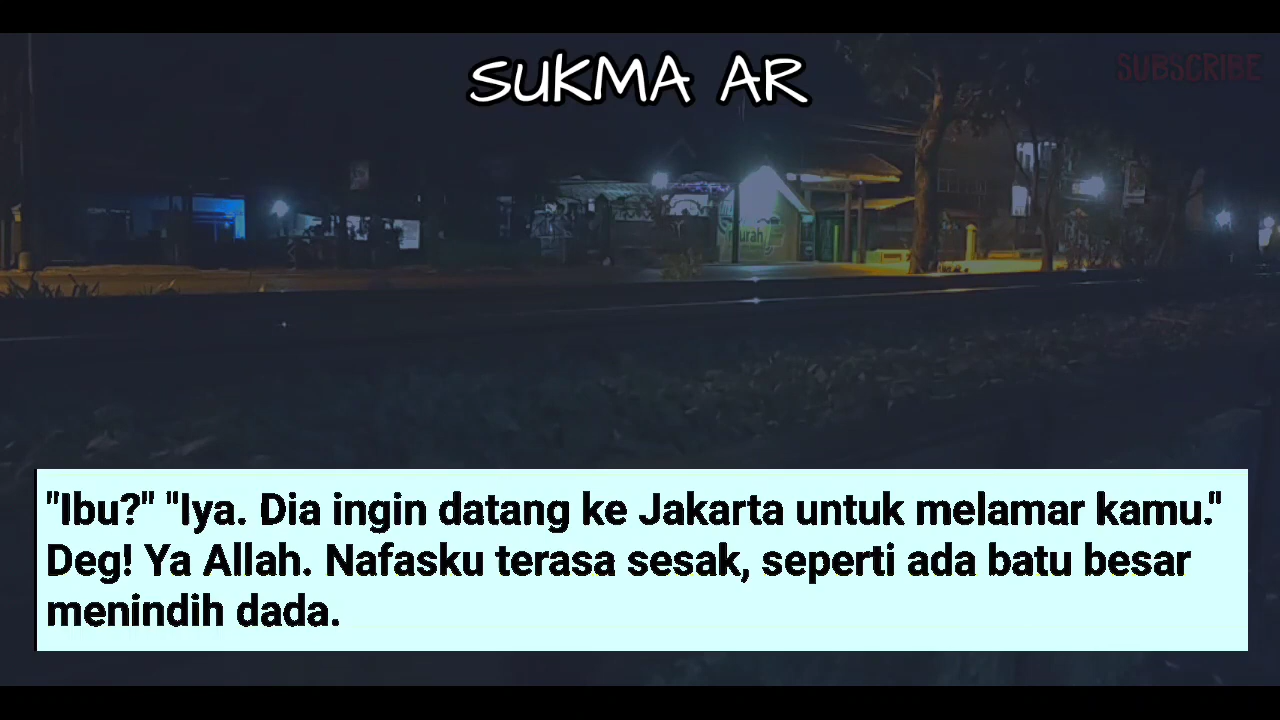 SUKMA AR
SUBSCRIBE
urah
"Ibu?" "Iya. Dia ingin datang ke Jakarta untuk melamar kamu."
Deg! Ya Allah. Nafasku terasa sesak, seperti ada batu besar
menindih dada.